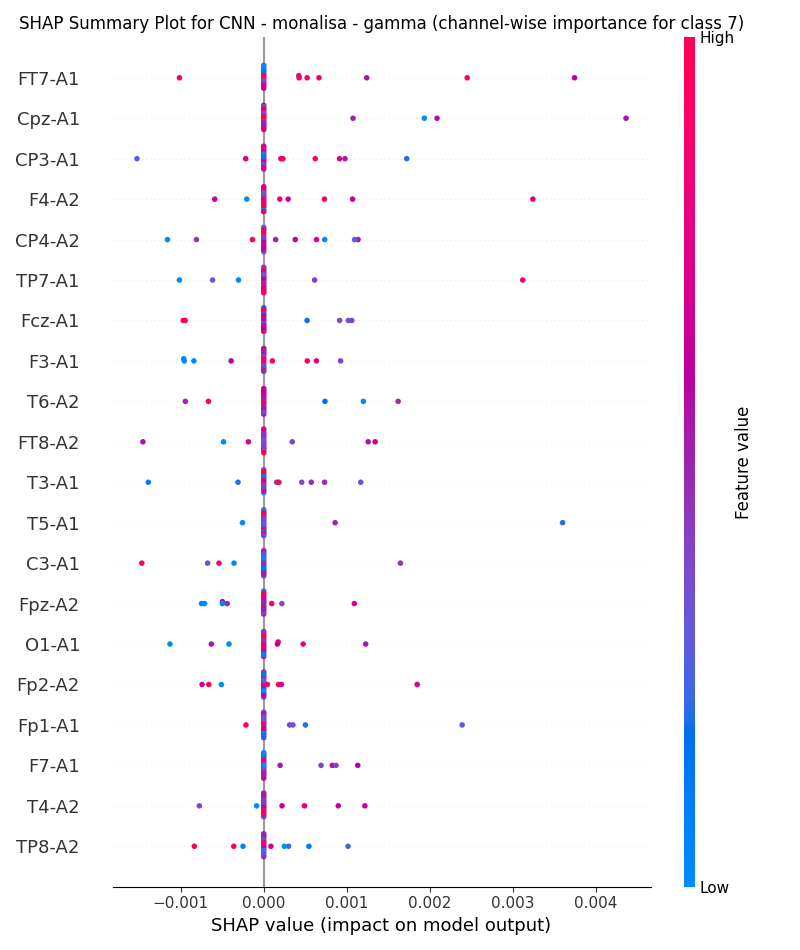 SHAP Summary Plot for CNN - monalisa - gamma (channel-wise importance for class 7)
High
FT7-A1
Cpz-A1
CP3-A1
F4-A2
CP4-A2
TP7-A1
Fcz-A1
F3-A1
T6-A2
FT8-A2
T3-A1
T5-A1
C3-A1
Fpz-A2
O1-A1
Fp2-A2
Fp1-A1
F7-A1
T4-A2
TP8-A2
Feature value
Low
−0.001 0.000 0.001 0.002 0.003 0.004
SHAP value (impact on model output)